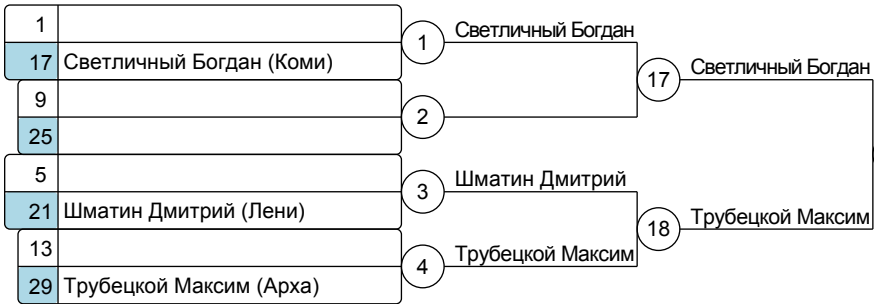 1
17 Светличный Богдан (Коми)
1
Светличный Богдан
9
25
2
17
Светличный Богдан
5
21 Шматин Дмитрий (Лени)
3
Шматин Дмитрий
13
29 Трубецкой Максим (Арха)
4
Трубецкой Максим
18
Трубецкой Максим